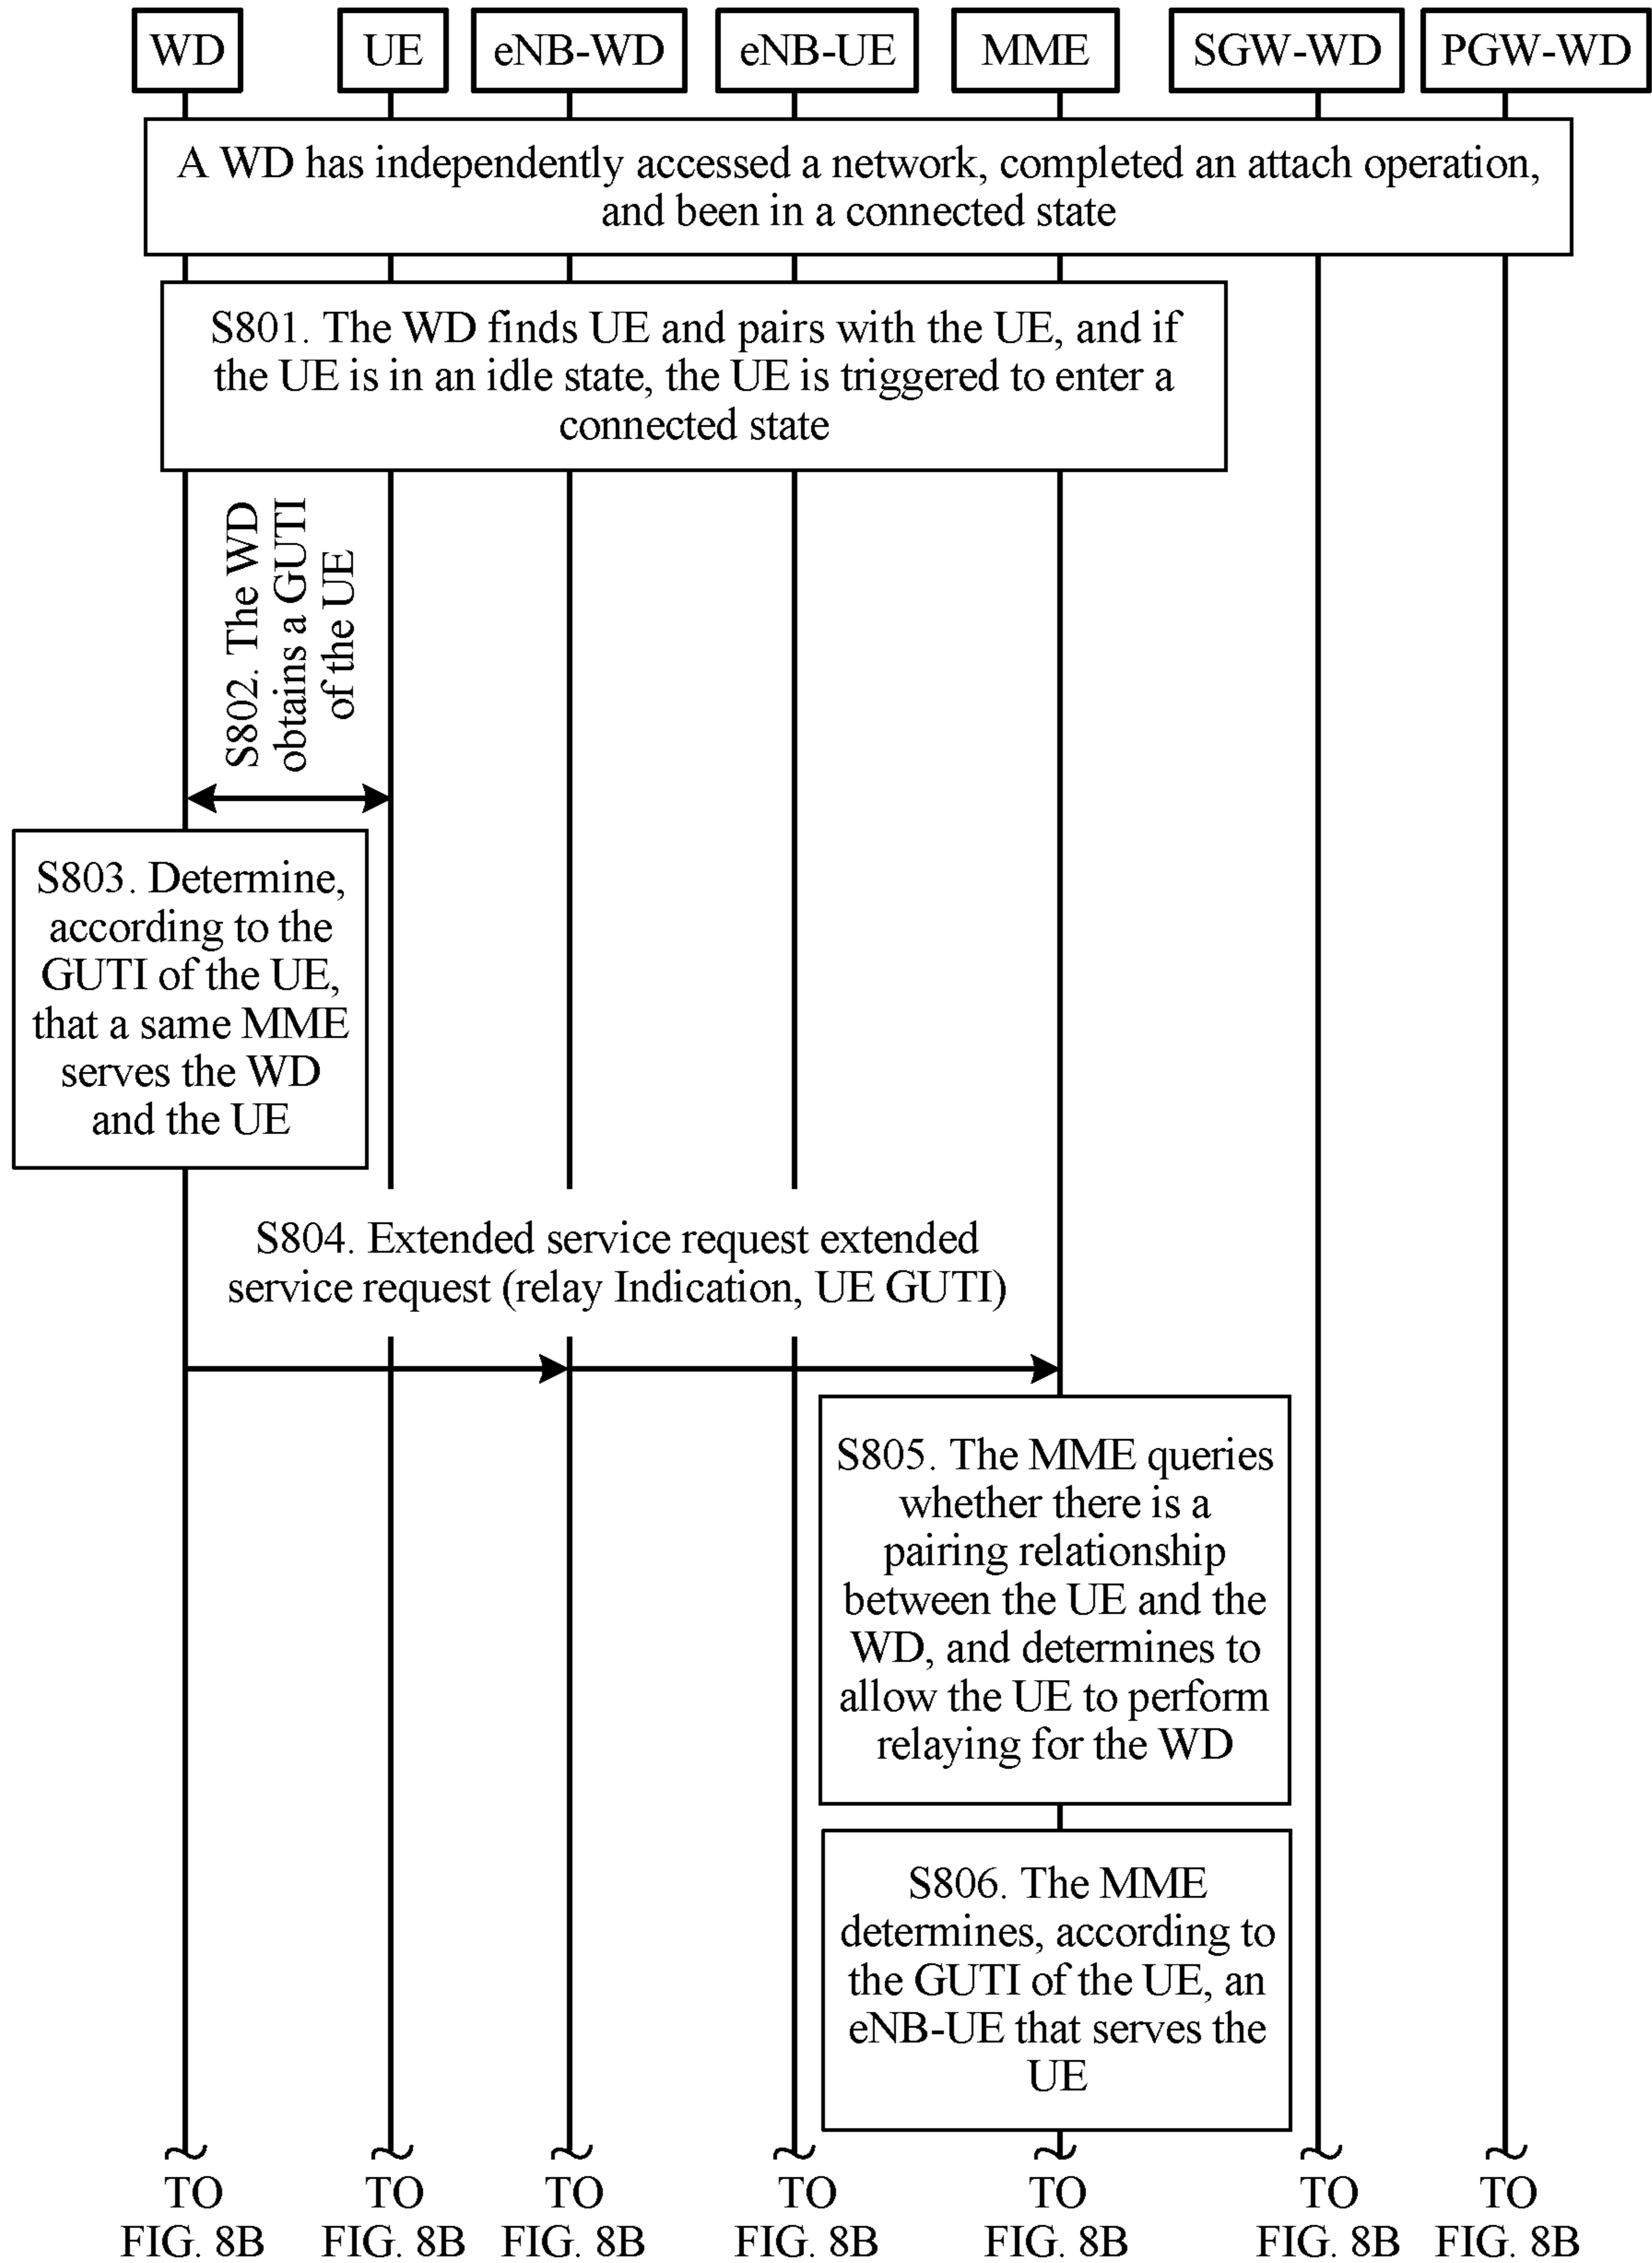 WD
UE
eNB-WD
eNB-UE
MME
SGW-WD
PGW-WD
A WD has independently accessed a network, completed an attach operation,
and been in a connected state
S801. The WD finds UE and pairs with the UE, and if
the UE is in an idle state, the UE is triggered to enter a
connected state
S802. The WD
obtains a GUTI
of the UE
S803. Determine,
according to the
GUTI of the UE,
that a same MME
serves the WD
and the UE
S804. Extended service request extended
service request (relay Indication, UE GUTI)
S805. The MME queries
whether there is a
pairing relationship
between the UE and the
WD, and determines to
allow the UE to perform
relaying for the WD
S806. The MME
determines, according to
the GUTI of the UE, an
eNB-UE that serves the
UE
TO
FIG. 8B
TO
FIG. 8B
TO
FIG. 8B
TO
FIG. 8B
TO
FIG. 8B
TO
FIG. 8B
TO
FIG. 8B